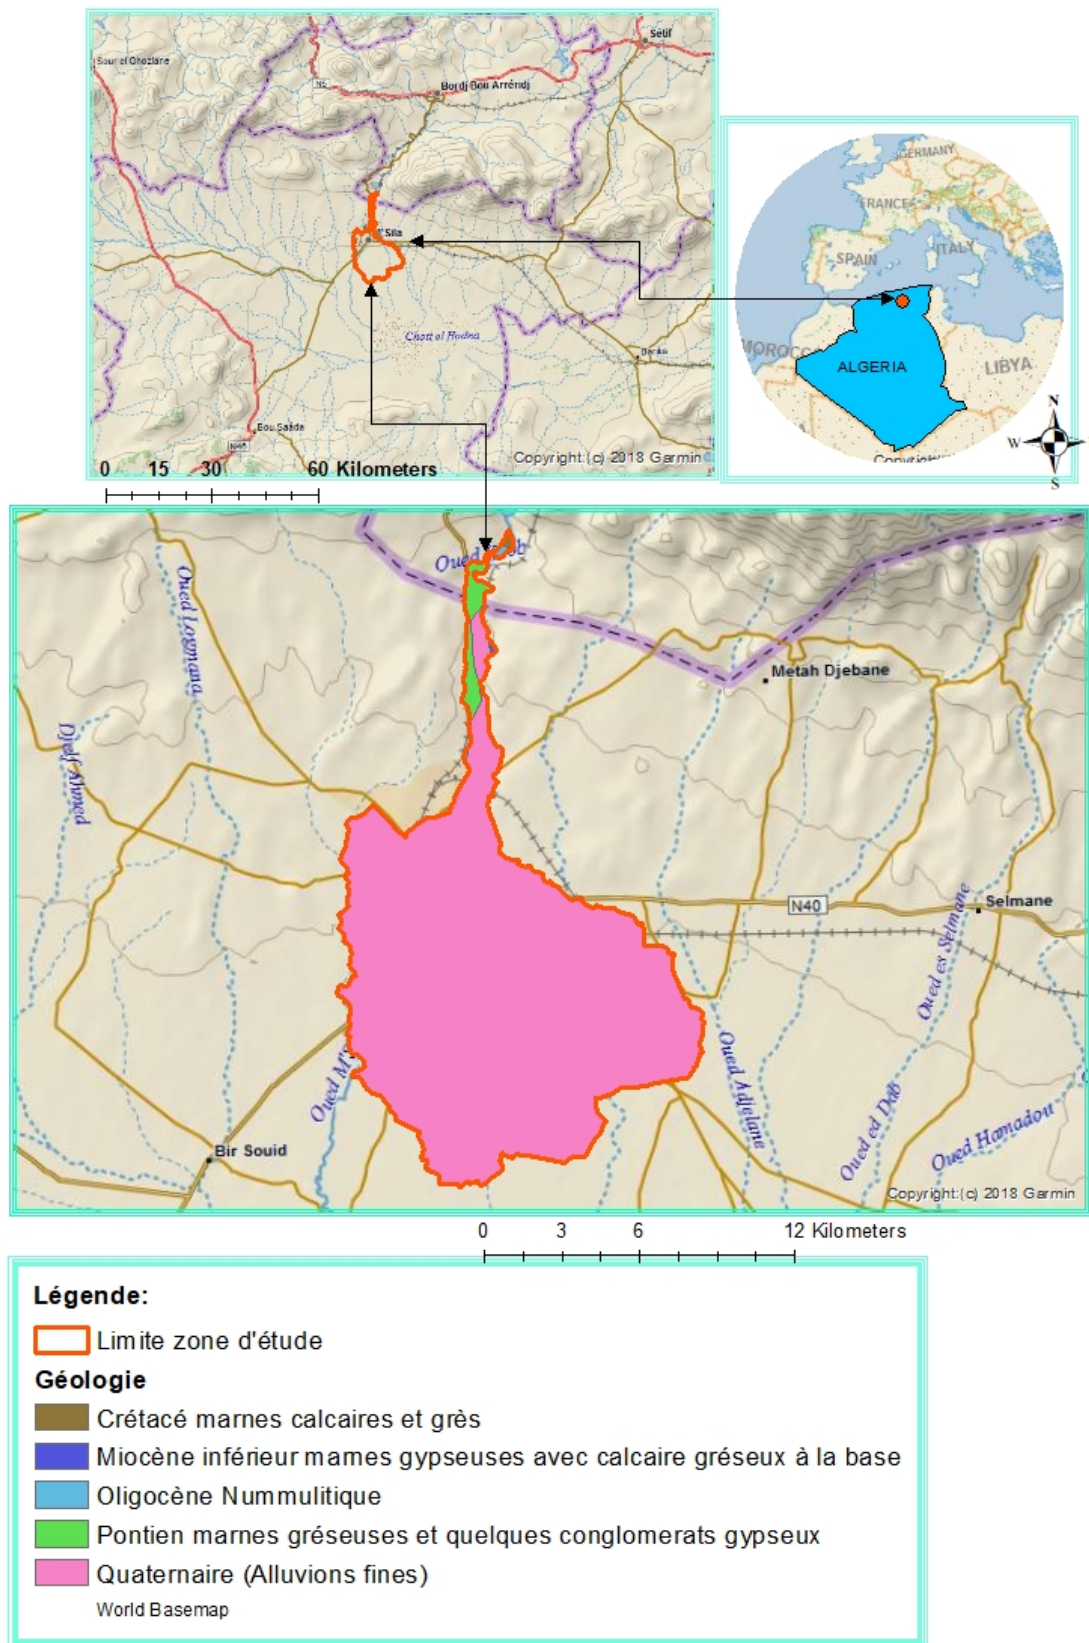 Sétif
Sour el Ghozlane
N5
Bordj Bou Arréridj
M'Sila
Chott el Hodna
Barika
Bou Saâda
N46
Copyright:(c) 2018 Garmin
0 15 30 60 Kilometers
GERMANY
FRANCE
SPAIN
ITALY
MOROCCO
ALGERIA
LIBYA
N
W
S
Oued
Oued Logmana
Metah Djebane
Djelf Ahmed
N40
Selmane
Oued es Selmane
Oued M'S
Oued Adjelane
Oued ed Deb
Oued Hamadou
Bir Souid
Copyright:(c) 2018 Garmin
0 3 6 12 Kilometers
Légende:
Limite zone d'étude
Géologie
Crétacé marnes calcaires et grès
Miocène inférieur marnes gypseuses avec calcaire gréseux à la base
Oligocène Nummulitique
Pontien marnes gréseuses et quelques conglomerats gypseux
Quaternaire (Alluvions fines)
World Basemap